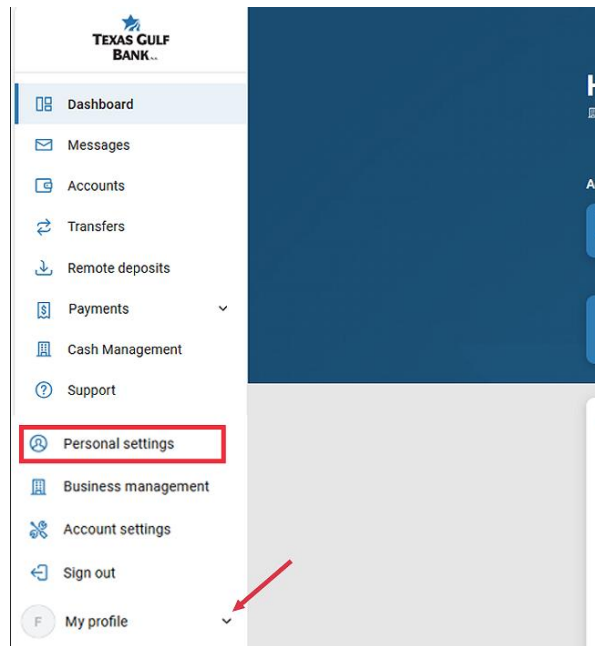 TEXAS GULF
BANK
Dashboard
Messages
Accounts
Transfers
Remote deposits
Payments
Cash Management
Support
Personal settings
Business management
Account settings
Sign out
F
My profile
H
A